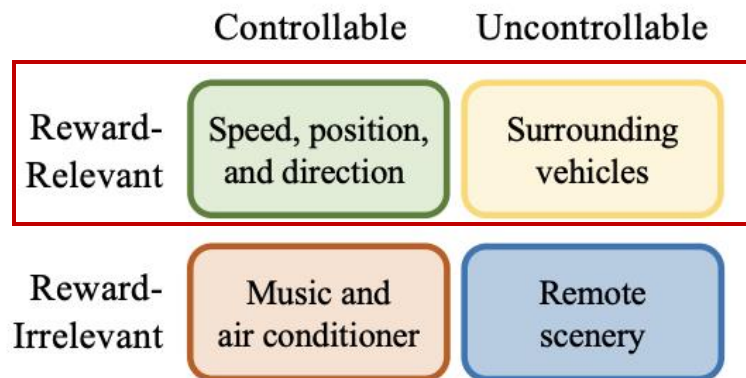 Controllable Uncontrollable
Reward-
Relevant
Speed, position,
and direction
Surrounding
vehicles
Reward-
Irrelevant
Music and
air conditioner
Remote
scenery